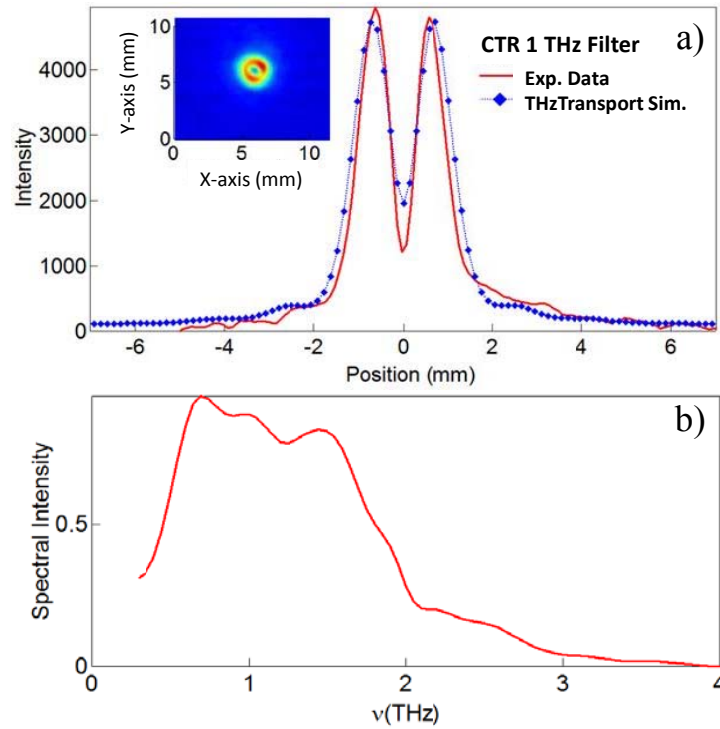 a)
CTR 1 THz Filter
Exp. Data
THzTransport Sim.
Intensity
5000
4000
3000
2000
1000
0
Y-axis (mm)
10
5
0
0 5 10
X-axis (mm)
-6 -4 -2 0 2 4 6
Position (mm)
b)
Spectral Intensity
0.5
0
0 1 2 3 4
ν(THz)